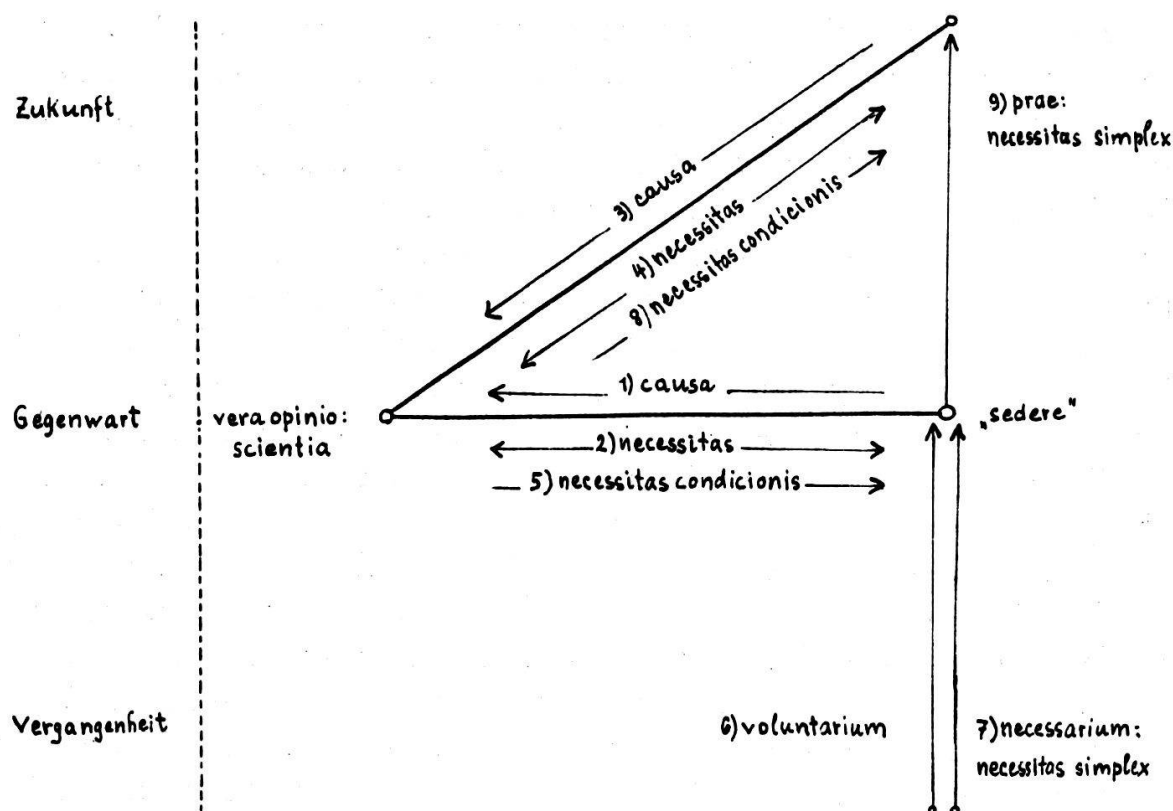 Zukunft
9) prae:
necessitas simplex
3) causa
4) necessitas
8) necessitas condicionis
1) causa
Gegenwart
vera opinio:
scientia
„sedere"
2) necessitas
5) necessitas condicionis
Vergangenheit
6) voluntarium
7) necessarium:
necessitas simplex